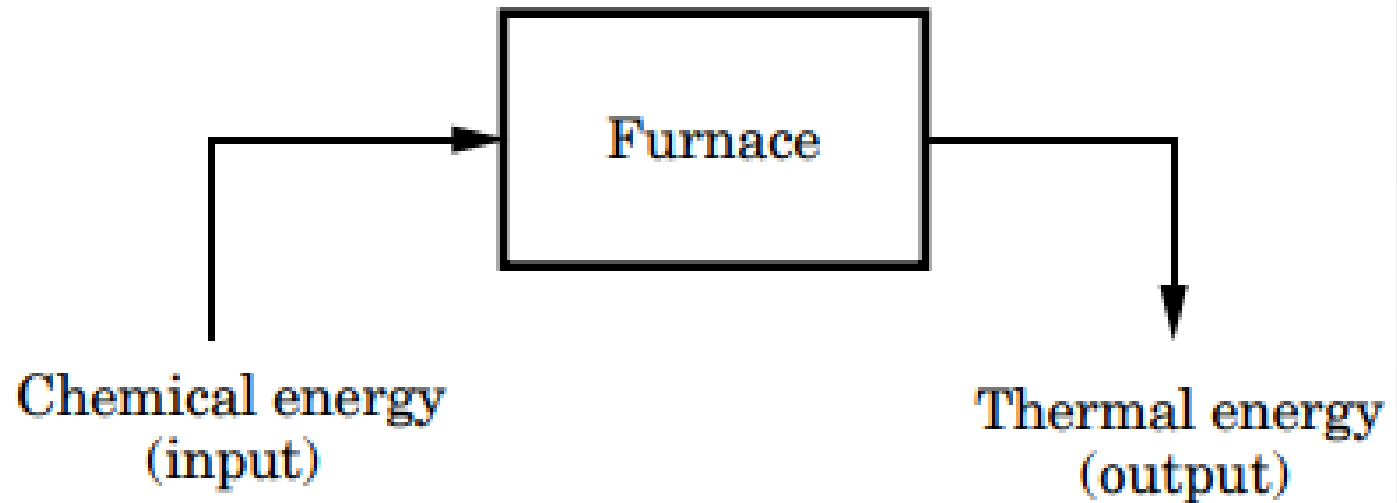 Furnace
Chemical energy
(input)
Thermal energy
(output)